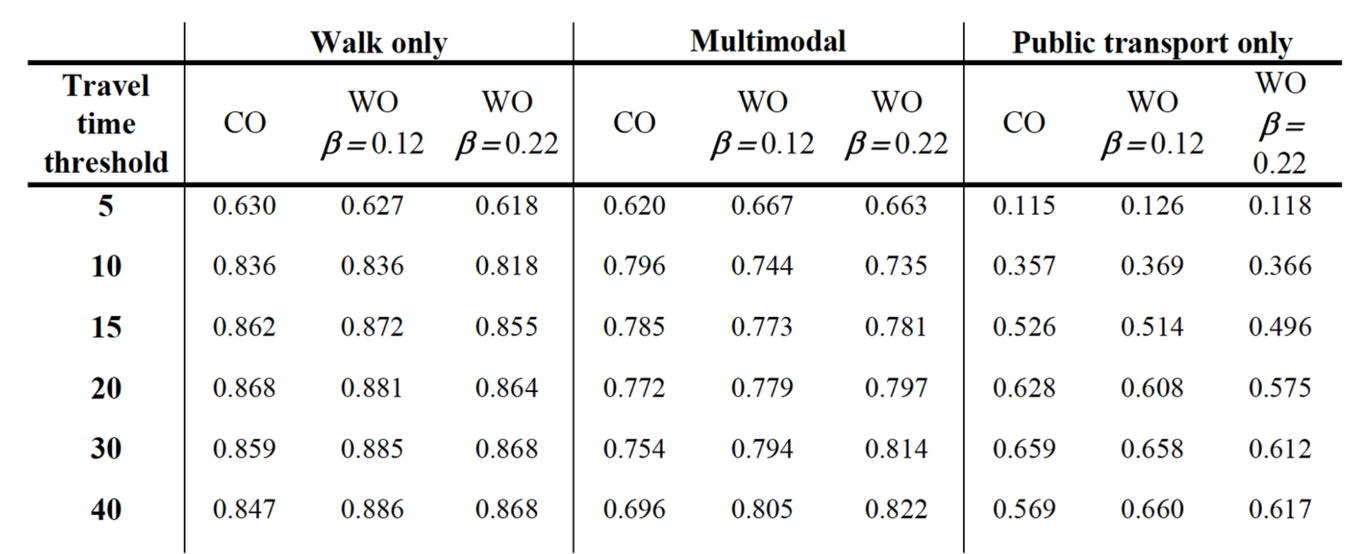 Walk only Multimodal Public transport only
Travel time threshold CO WO β=0.12 WO β=0.22 CO WO β=0.12 WO β=0.22 CO WO β=0.12 WO β= 0.22
5 0.630 0.627 0.618 0.620 0.667 0.663 0.115 0.126 0.118
10 0.836 0.836 0.818 0.796 0.744 0.735 0.357 0.369 0.366
15 0.862 0.872 0.855 0.785 0.773 0.781 0.526 0.514 0.496
20 0.868 0.881 0.864 0.772 0.779 0.797 0.628 0.608 0.575
30 0.859 0.885 0.868 0.754 0.794 0.814 0.659 0.658 0.612
40 0.847 0.886 0.868 0.696 0.805 0.822 0.569 0.660 0.617